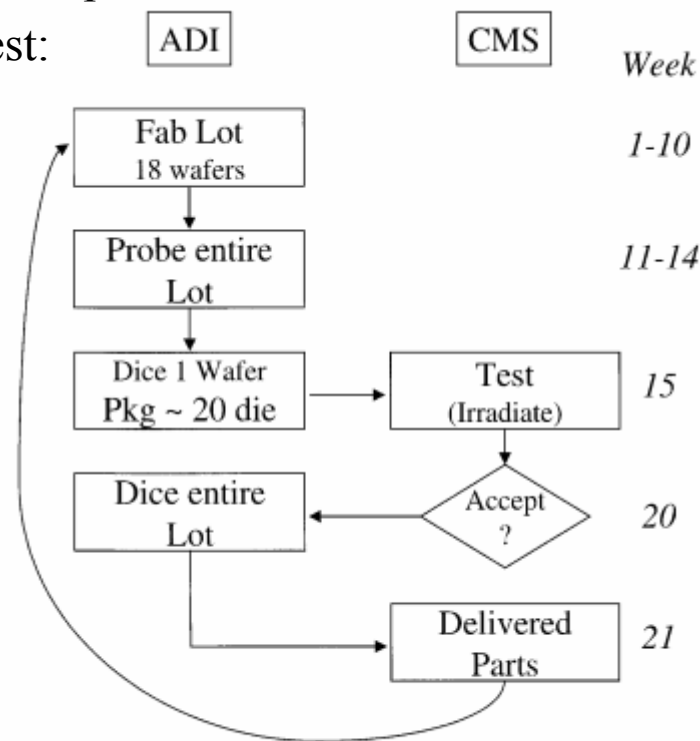 est:
ADI
CMS
Week
Fab Lot
18 wafers
1-10
Probe entire
Lot
11-14
Dice 1 Wafer
Pkg ~ 20 die
Test
(Irradiate)
15
Dice entire
Lot
Accept
?
20
Delivered
Parts
21